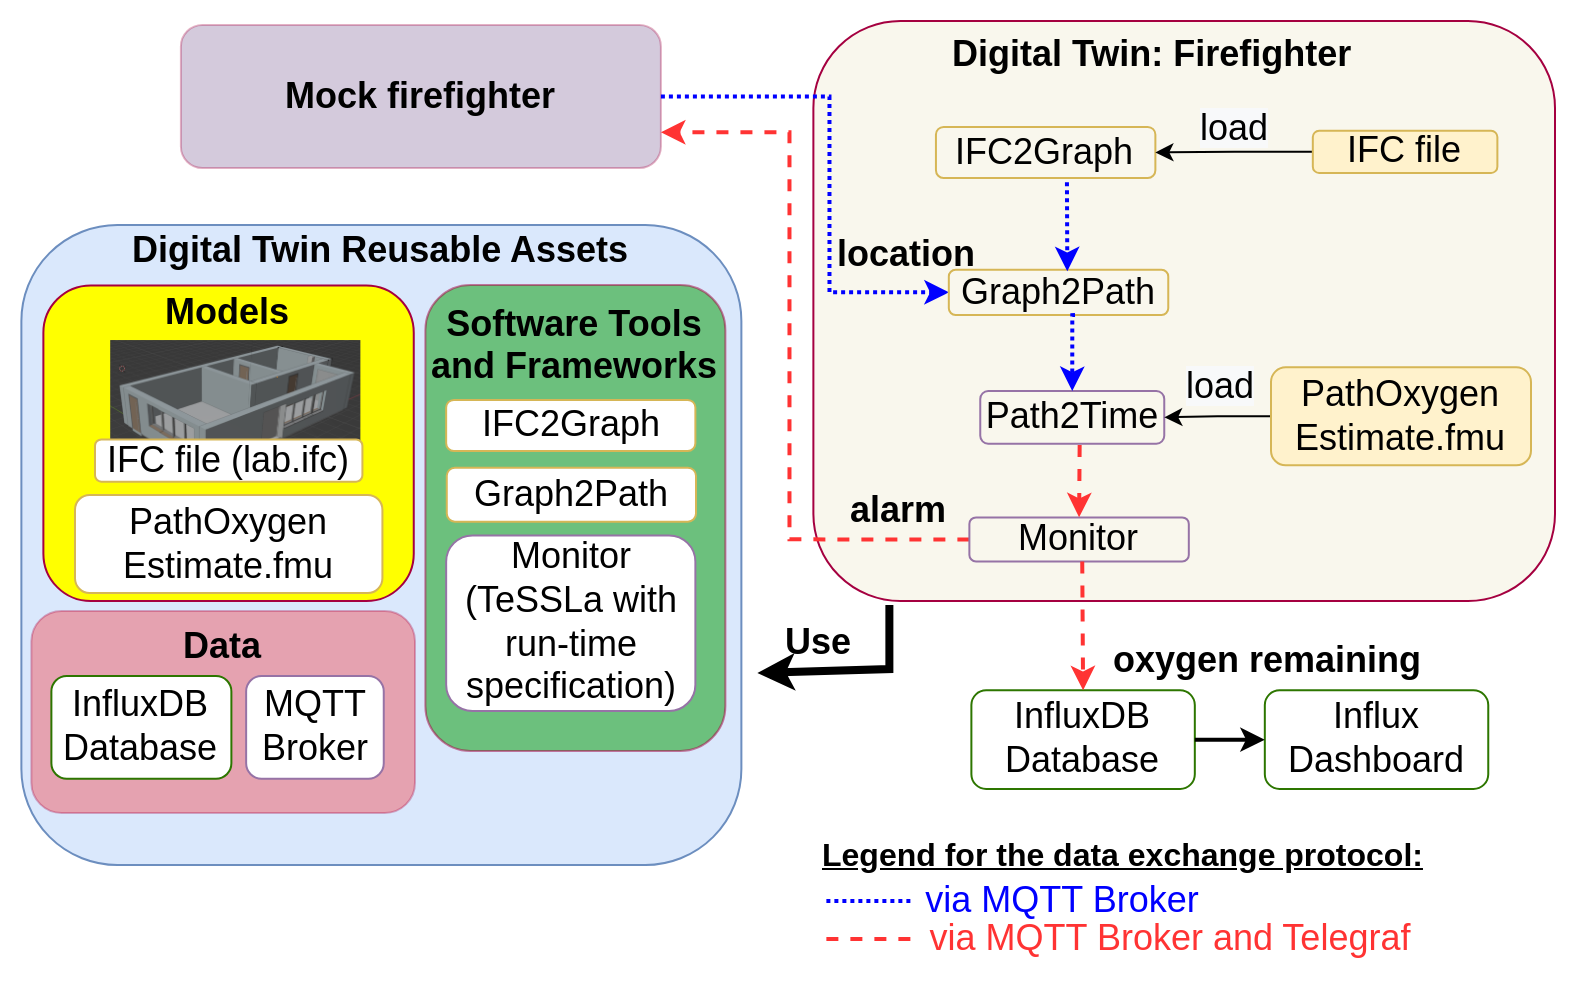 Mock firefighter
Digital Twin: Firefighter
IFC2Graph
load
IFC file
location
Graph2Path
Path2Time
load
PathOxygen
Estimate.fmu
alarm
Monitor
Digital Twin Reusable Assets
Models
IFC file (lab.ifc)
PathOxygen
Estimate.fmu
Software Tools
and Frameworks
IFC2Graph
Graph2Path
Monitor
(TeSSLa with
run-time
specification)
Data
InfluxDB
Database
MQTT
Broker
Use
oxygen remaining
InfluxDB
Database
Influx
Dashboard
Legend for the data exchange protocol:
via MQTT Broker
via MQTT Broker and Telegraf